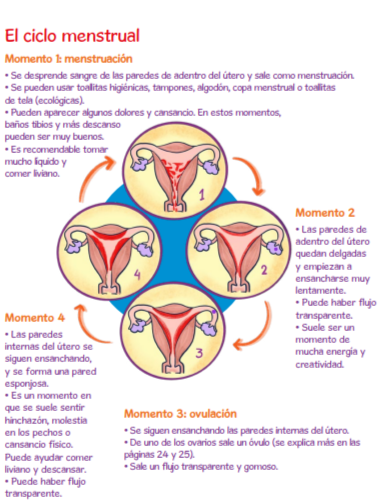 El ciclo menstrual
Momento 1: menstruación
• Se desprende sangre de las paredes de adentro del útero y sale como menstruación.
• Se pueden usar toallitas higiénicas, tampones, algodón, copa menstrual o toallitas
de tela (ecológicas).
• Pueden aparecer algunos dolores y cansancio. En estos momentos,
baños tibios y más descanso
pueden ser muy buenos.
• Es recomendable tomar
mucho líquido y
comer liviano.
1
Momento 2
• Las paredes de
adentro del útero
quedan delgadas
y empiezan a
ensancharse muy
lentamente.
• Puede haber flujo
transparente.
• Suele ser un
momento de
mucha energía y
creatividad.
2
3
4
Momento 4
• Las paredes
internas del útero se
siguen ensanchando,
y se forma una pared
esponjosa.
• Es un momento en
que se suele sentir
hinchazón, molestia
en los pechos o
cansancio físico.
Puede ayudar comer
liviano y descansar.
• Puede haber flujo
transparente.
Momento 3: ovulación
• Se siguen ensanchando las paredes internas del útero.
• De uno de los ovarios sale un óvulo (se explica más en las
páginas 24 y 25).
• Sale un flujo transparente y gomoso.